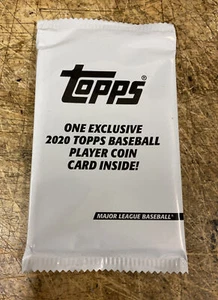 TOPPS®
ONE EXCLUSIVE
2020 TOPPS BASEBALL
PLAYER COIN
CARD INSIDE!
MAJOR LEAGUE BASEBALL®